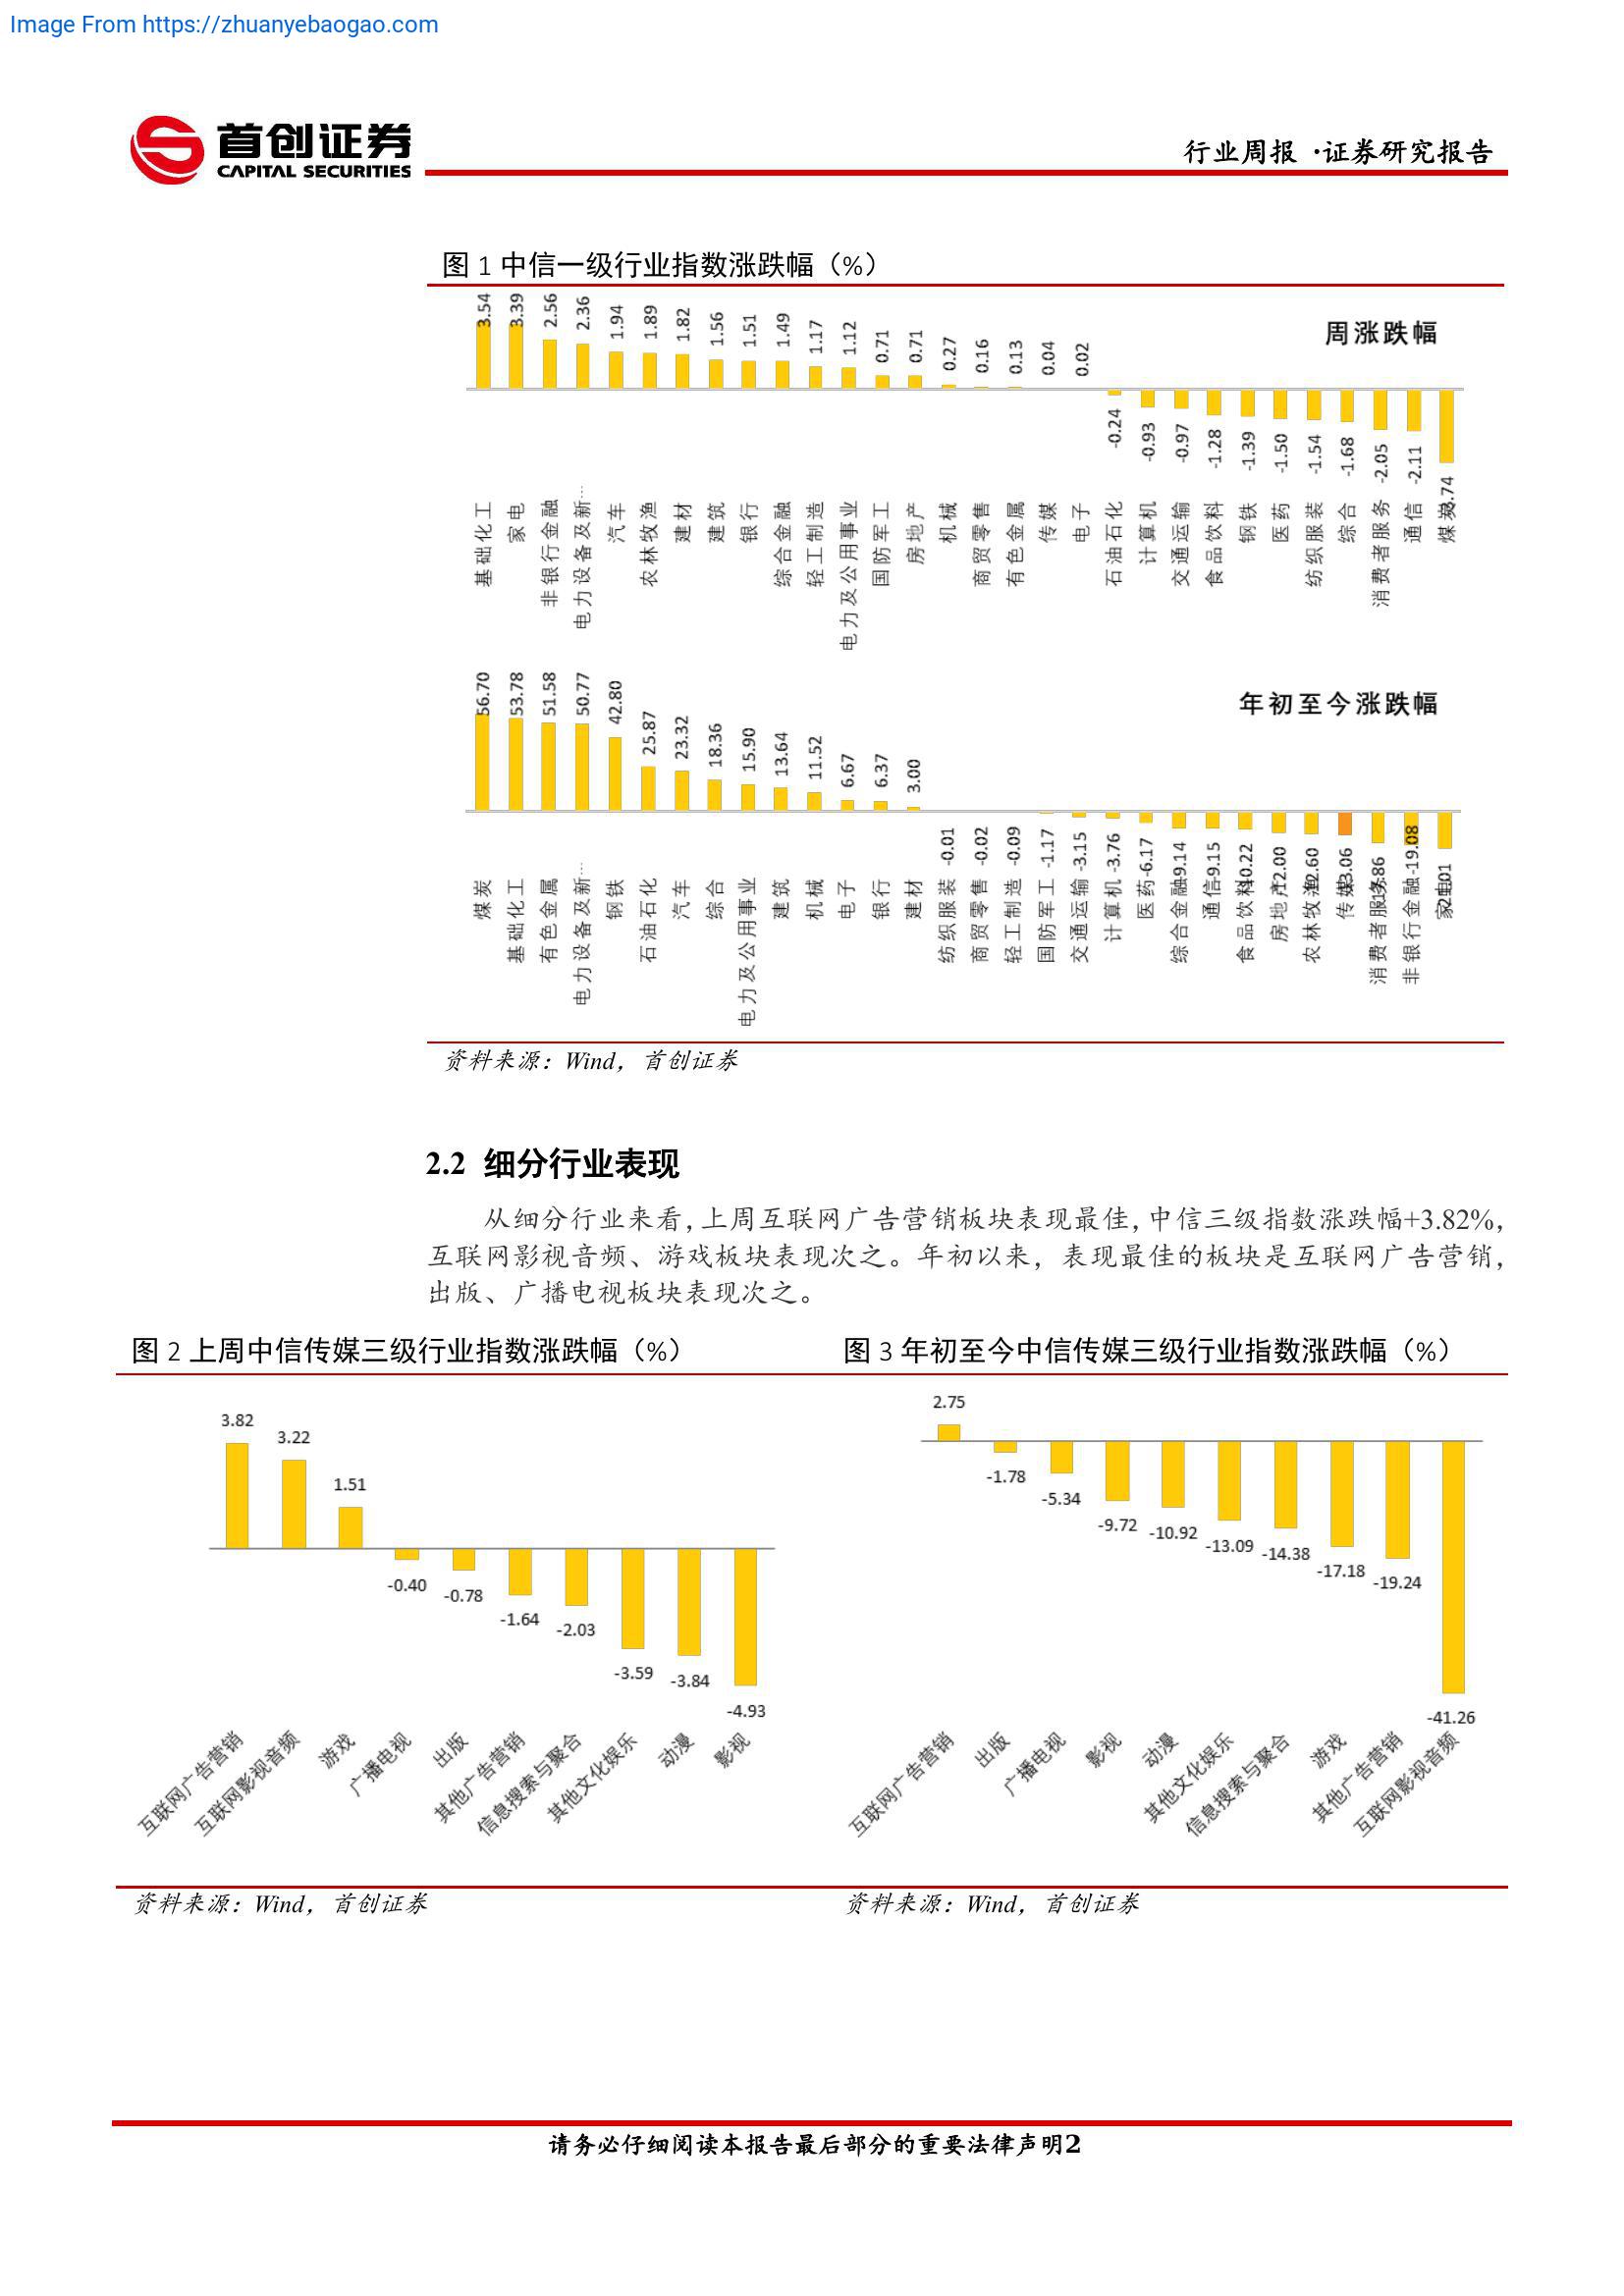 Image From https://zhuanyebaogao.com
首创证券
CAPITAL SECURITIES
行业周报 ·证券研究报告
图 1 中信一级行业指数涨跌幅（%）
周涨跌幅
3.54 3.39 2.56 2.36 1.94 1.89 1.82 1.56 1.51 1.49 1.17 1.12 0.71 0.71 0.27 0.16 0.13 0.04 0.02
-0.24 -0.93 -0.97 -1.28 -1.39 -1.50 -1.54 -1.68 -2.05 -2.11
基础化工 家电 非银行金融 电力设备及新… 汽车 农林牧渔 建材 建筑 银行 综合金融 轻工制造 电力及公用事业 国防军工 房地产 机械 商贸零售 有色金属 传媒 电子 石油石化 计算机 交通运输 食品饮料 钢铁 医药 纺织服装 综合 消费者服务 通信 煤炭
年初至今涨跌幅
56.70 53.78 51.58 50.77 42.80 25.87 23.32 18.36 15.90 13.64 11.52 6.67 6.37 3.00
-0.01 -0.02 -0.09 -1.17 -3.15 -3.76 -6.17 -9.14 -9.15 -19.08
煤炭 基础化工 有色金属 电力设备及新… 钢铁 石油石化 汽车 综合 电力及公用事业 建筑 机械 电子 银行 建材 纺织服装 商贸零售 轻工制造 国防军工 交通运输 计算机 医药 综合金融 通信 食品饮料 房地产 农林牧渔 传媒 消费者服务 非银行金融 家电
资料来源：Wind，首创证券
2.2 细分行业表现
从细分行业来看，上周互联网广告营销板块表现最佳，中信三级指数涨跌幅+3.82%，
互联网影视音频、游戏板块表现次之。年初以来，表现最佳的板块是互联网广告营销，
出版、广播电视板块表现次之。
图 2 上周中信传媒三级行业指数涨跌幅（%）
3.82 3.22 1.51 -0.40 -0.78 -1.64 -2.03 -3.59 -3.84 -4.93
互联网广告营销 互联网影视音频 游戏 广播电视 出版 其他广告营销 信息搜索与聚合 其他文化娱乐 动漫 影视
资料来源：Wind，首创证券
图 3 年初至今中信传媒三级行业指数涨跌幅（%）
2.75 -1.78 -5.34 -9.72 -10.92 -13.09 -14.38 -17.18 -19.24 -41.26
互联网广告营销 出版 广播电视 影视 动漫 其他文化娱乐 信息搜索与聚合 游戏 其他广告营销 互联网影视音频
资料来源：Wind，首创证券
请务必仔细阅读本报告最后部分的重要法律声明2